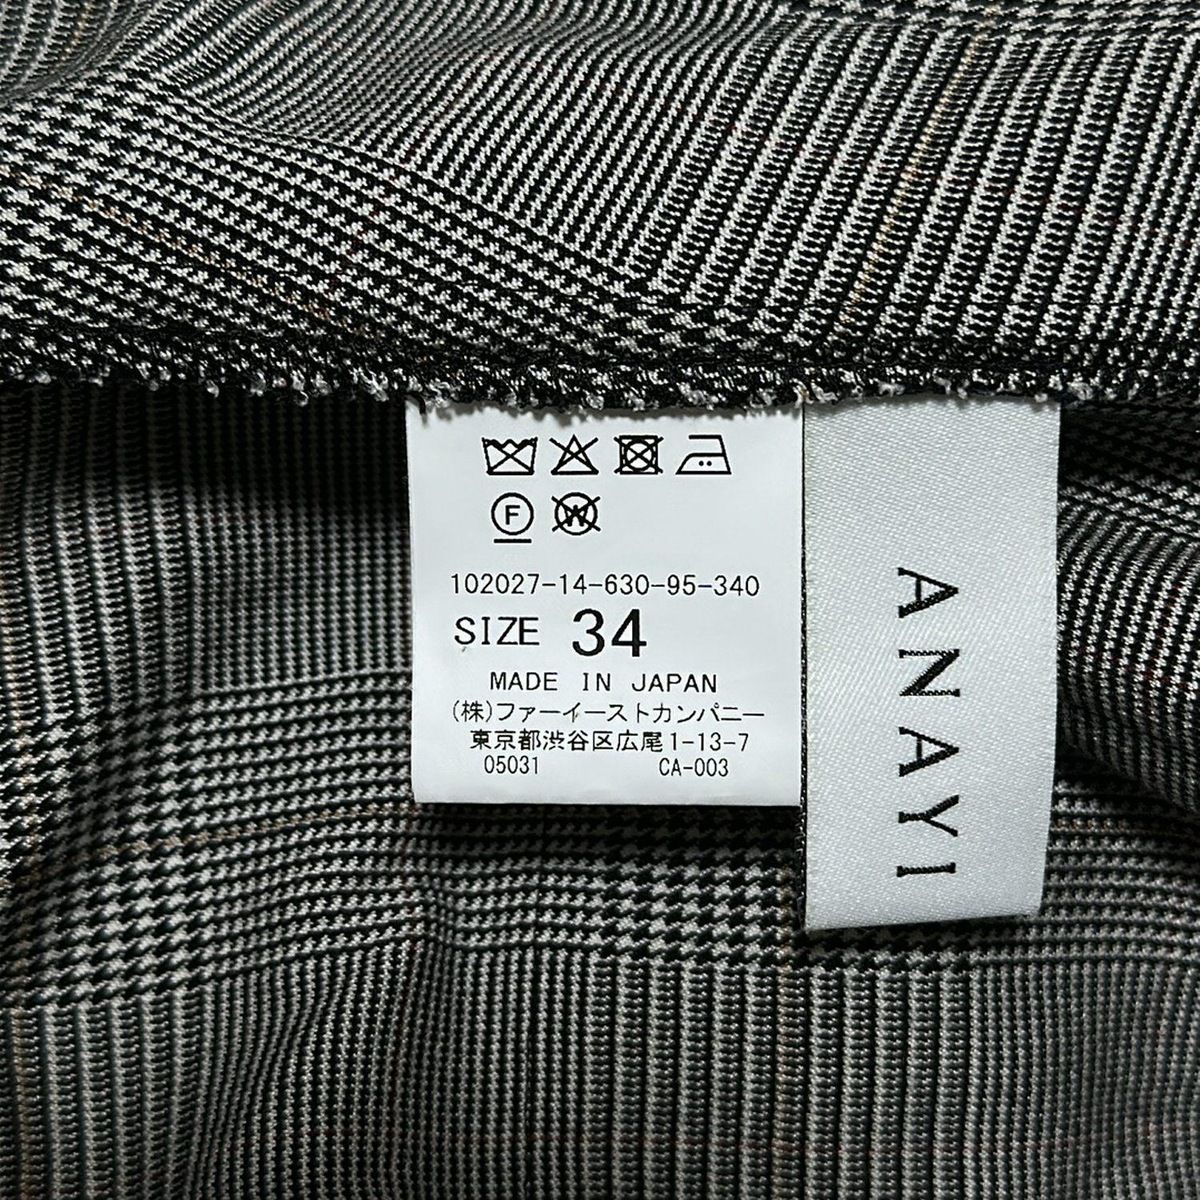 F W
102027-14-630-95-340
SIZE 34
MADE IN JAPAN
(株)ファーイーストカンパニー
東京都渋谷区広尾1-13-7
05031 CA-003
ANAYI